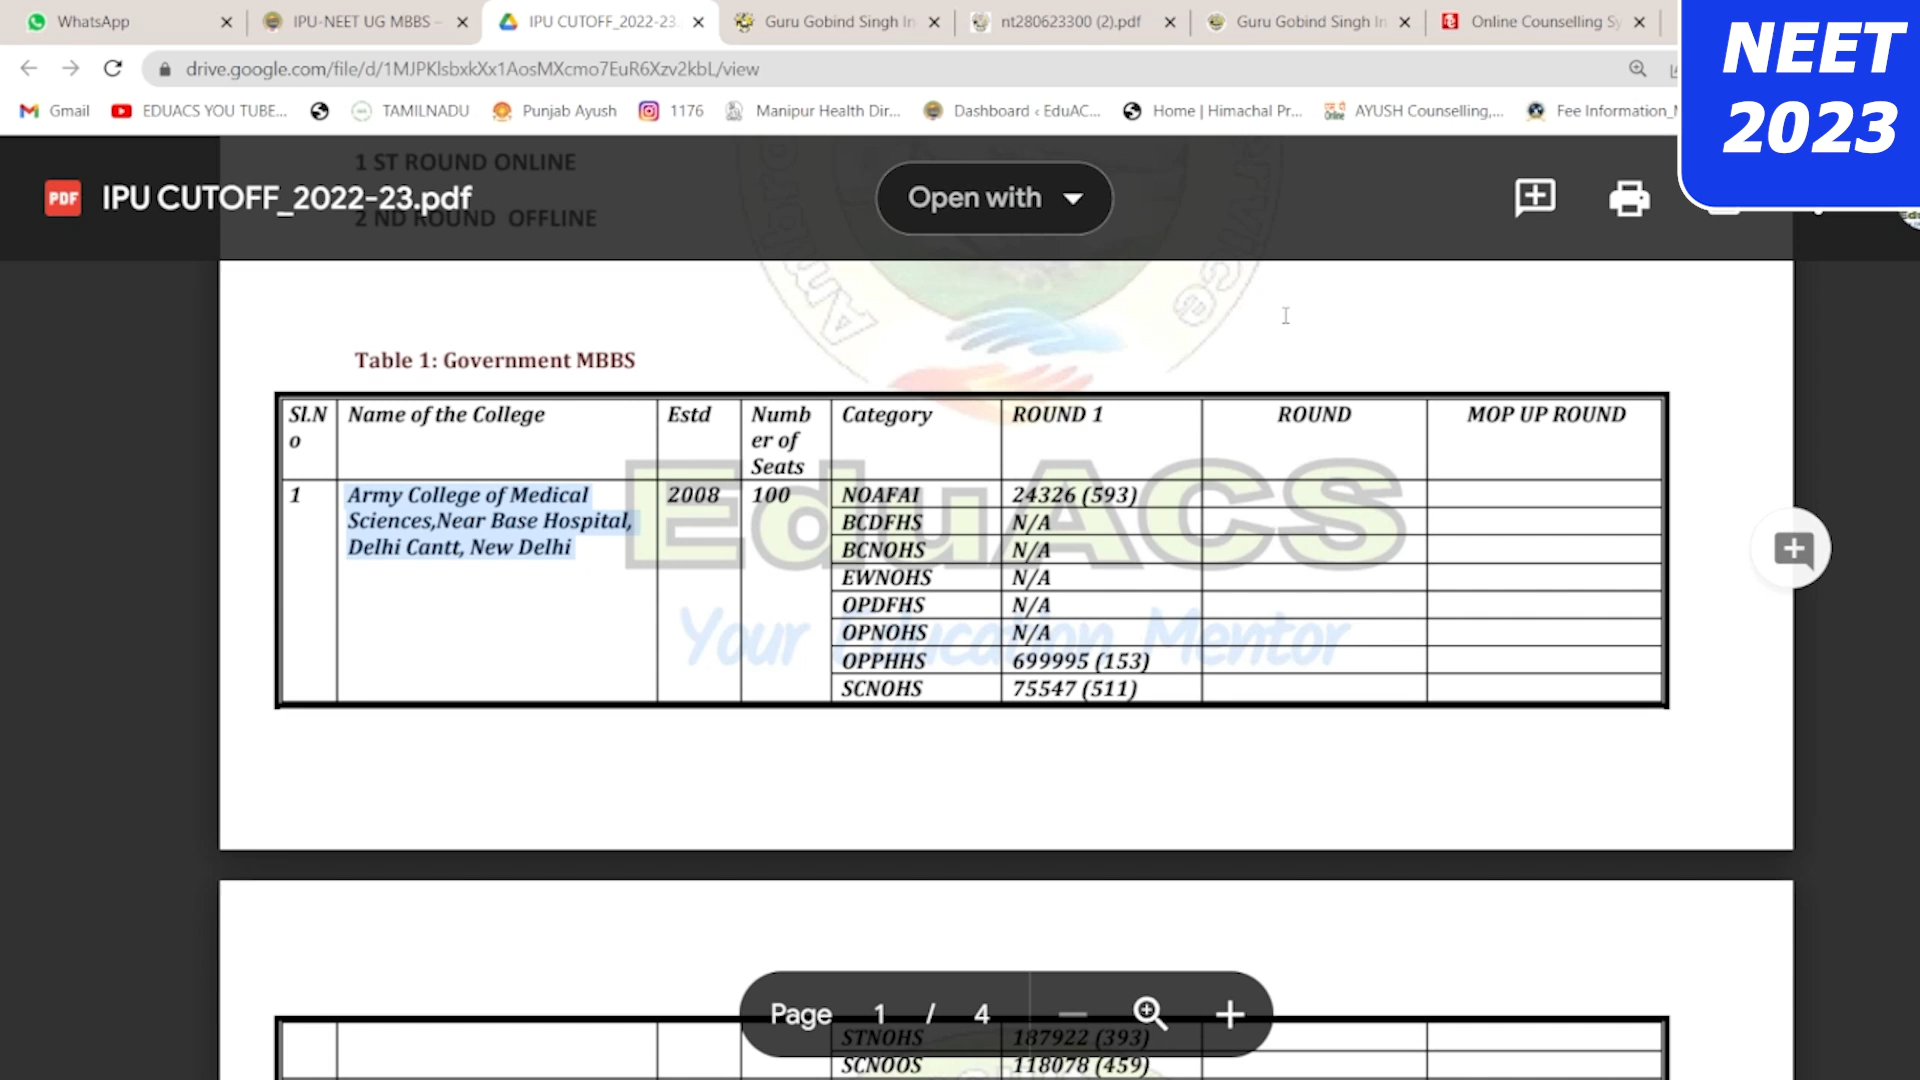 WhatsApp
IPU-NEET UG MBBS –
IPU CUTOFF_2022-23.
Guru Gobind Singh In
nt280623300 (2).pdf
Guru Gobind Singh In
Online Counselling Sy
NEET
2023
drive.google.com/file/d/1MJPKlsbxkXx1AosMXcmo7EuR6Xzv2kbL/view
Gmail
EDUACS YOU TUBE...
TAMILNADU
Punjab Ayush
1176
Manipur Health Dir...
Dashboard ‹ EduAC...
Home | Himachal Pr...
AYUSH Counselling,...
Fee Information_
1 ST ROUND ONLINE
PDF
IPU CUTOFF_2022-23.pdf
Open with
2 ND ROUND OFFLINE
Table 1: Government MBBS
Sl.N
o
Name of the College
Estd
Numb
er of
Seats
Category
ROUND 1
ROUND
MOP UP ROUND
1
Army College of Medical
Sciences,Near Base Hospital,
Delhi Cantt, New Delhi
2008
100
NOAFAI 24326 (593)
BCDFHS N/A
BCNOHS N/A
EWNOHS N/A
OPDFHS N/A
OPNOHS N/A
OPPHHS 699995 (153)
SCNOHS 75547 (511)
EduACS
Your Education Mentor
Page 1 / 4
STNOHS 187922 (393)
SCNOOS 118078 (459)